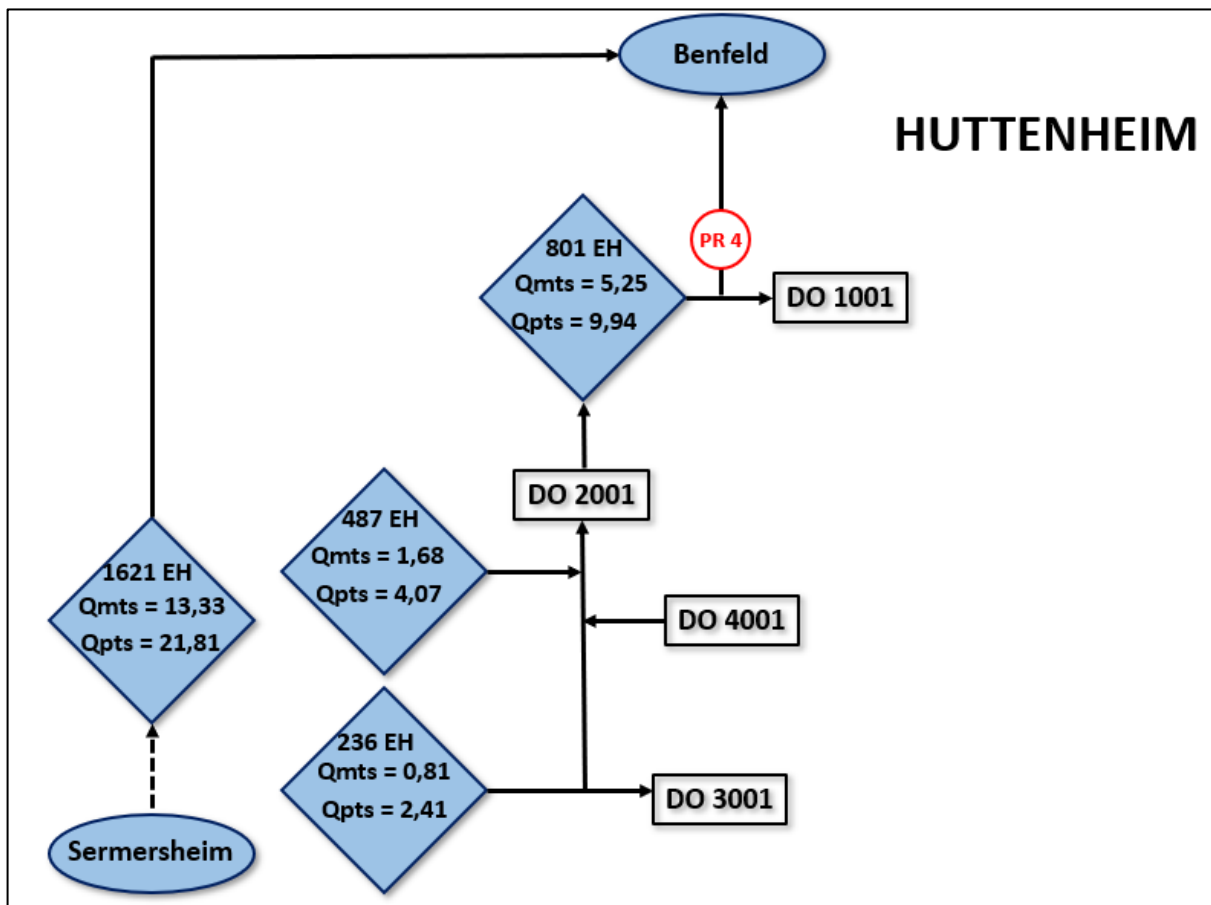 Benfeld
HUTTENHEIM
PR 4
801 EH
Qmts = 5,25
Qpts = 9,94
DO 1001
DO 2001
487 EH
Qmts = 1,68
Qpts = 4,07
1621 EH
Qmts = 13,33
Qpts = 21,81
DO 4001
236 EH
Qmts = 0,81
Qpts = 2,41
DO 3001
Sermersheim